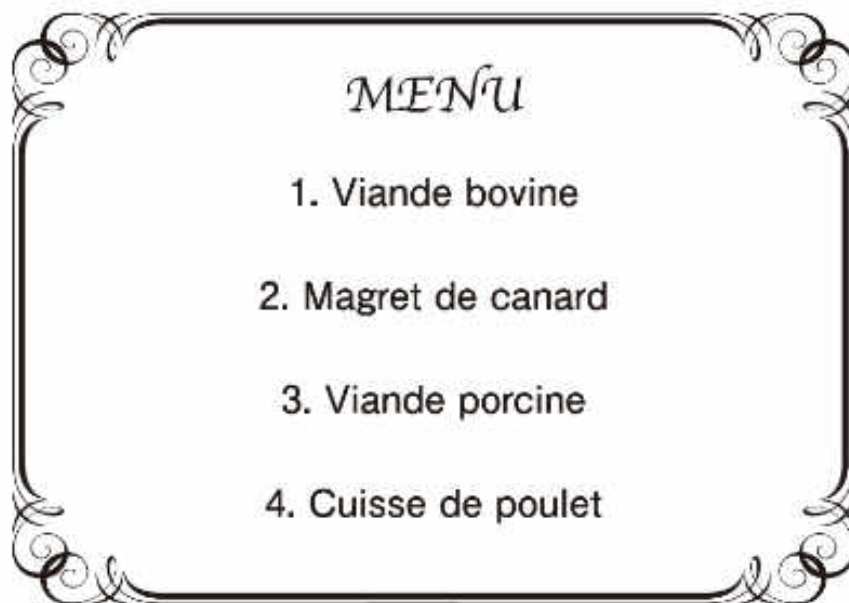 MENU
1. Viande bovine
2. Magret de canard
3. Viande porcine
4. Cuisse de poulet